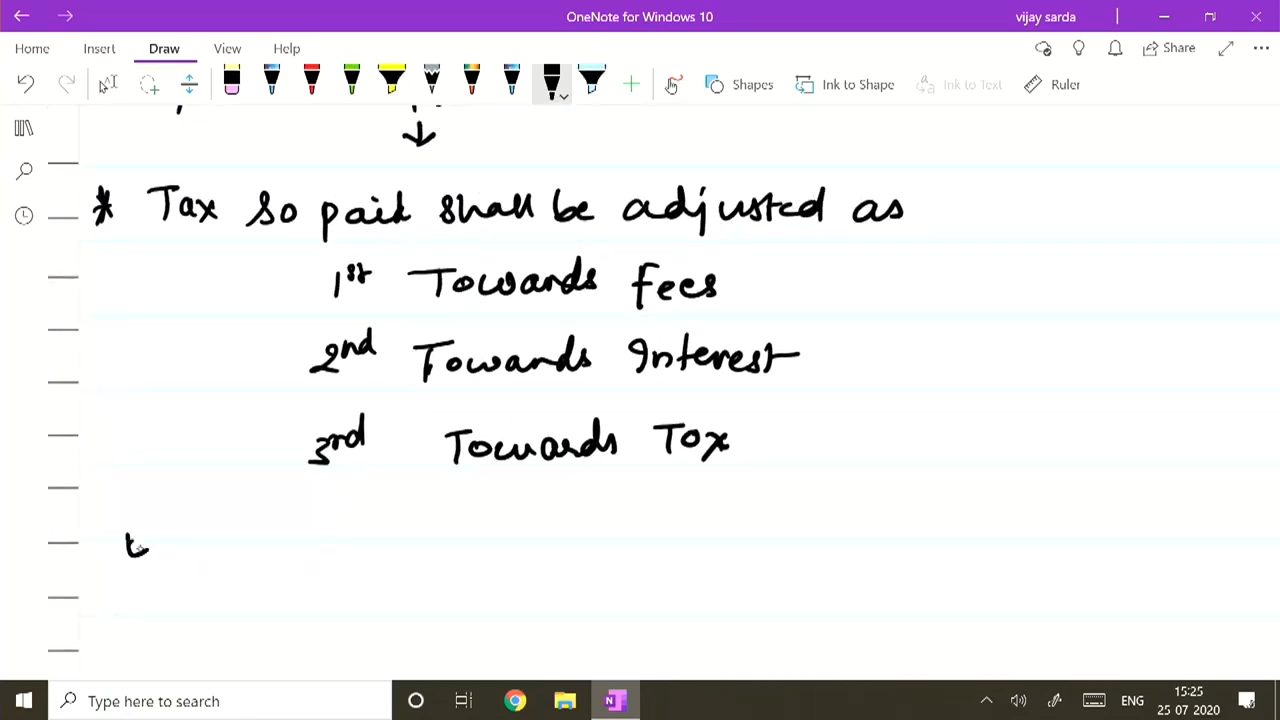 OneNote for Windows 10
vijay sarda
Home Insert Draw View Help
Share
Shapes Ink to Shape Ink to Text Ruler
* Tax so paid shall be adjusted as
1st Towards Fees
2nd Towards Interest
3rd Towards Tax
Type here to search
ENG
15:25
25 07 2020